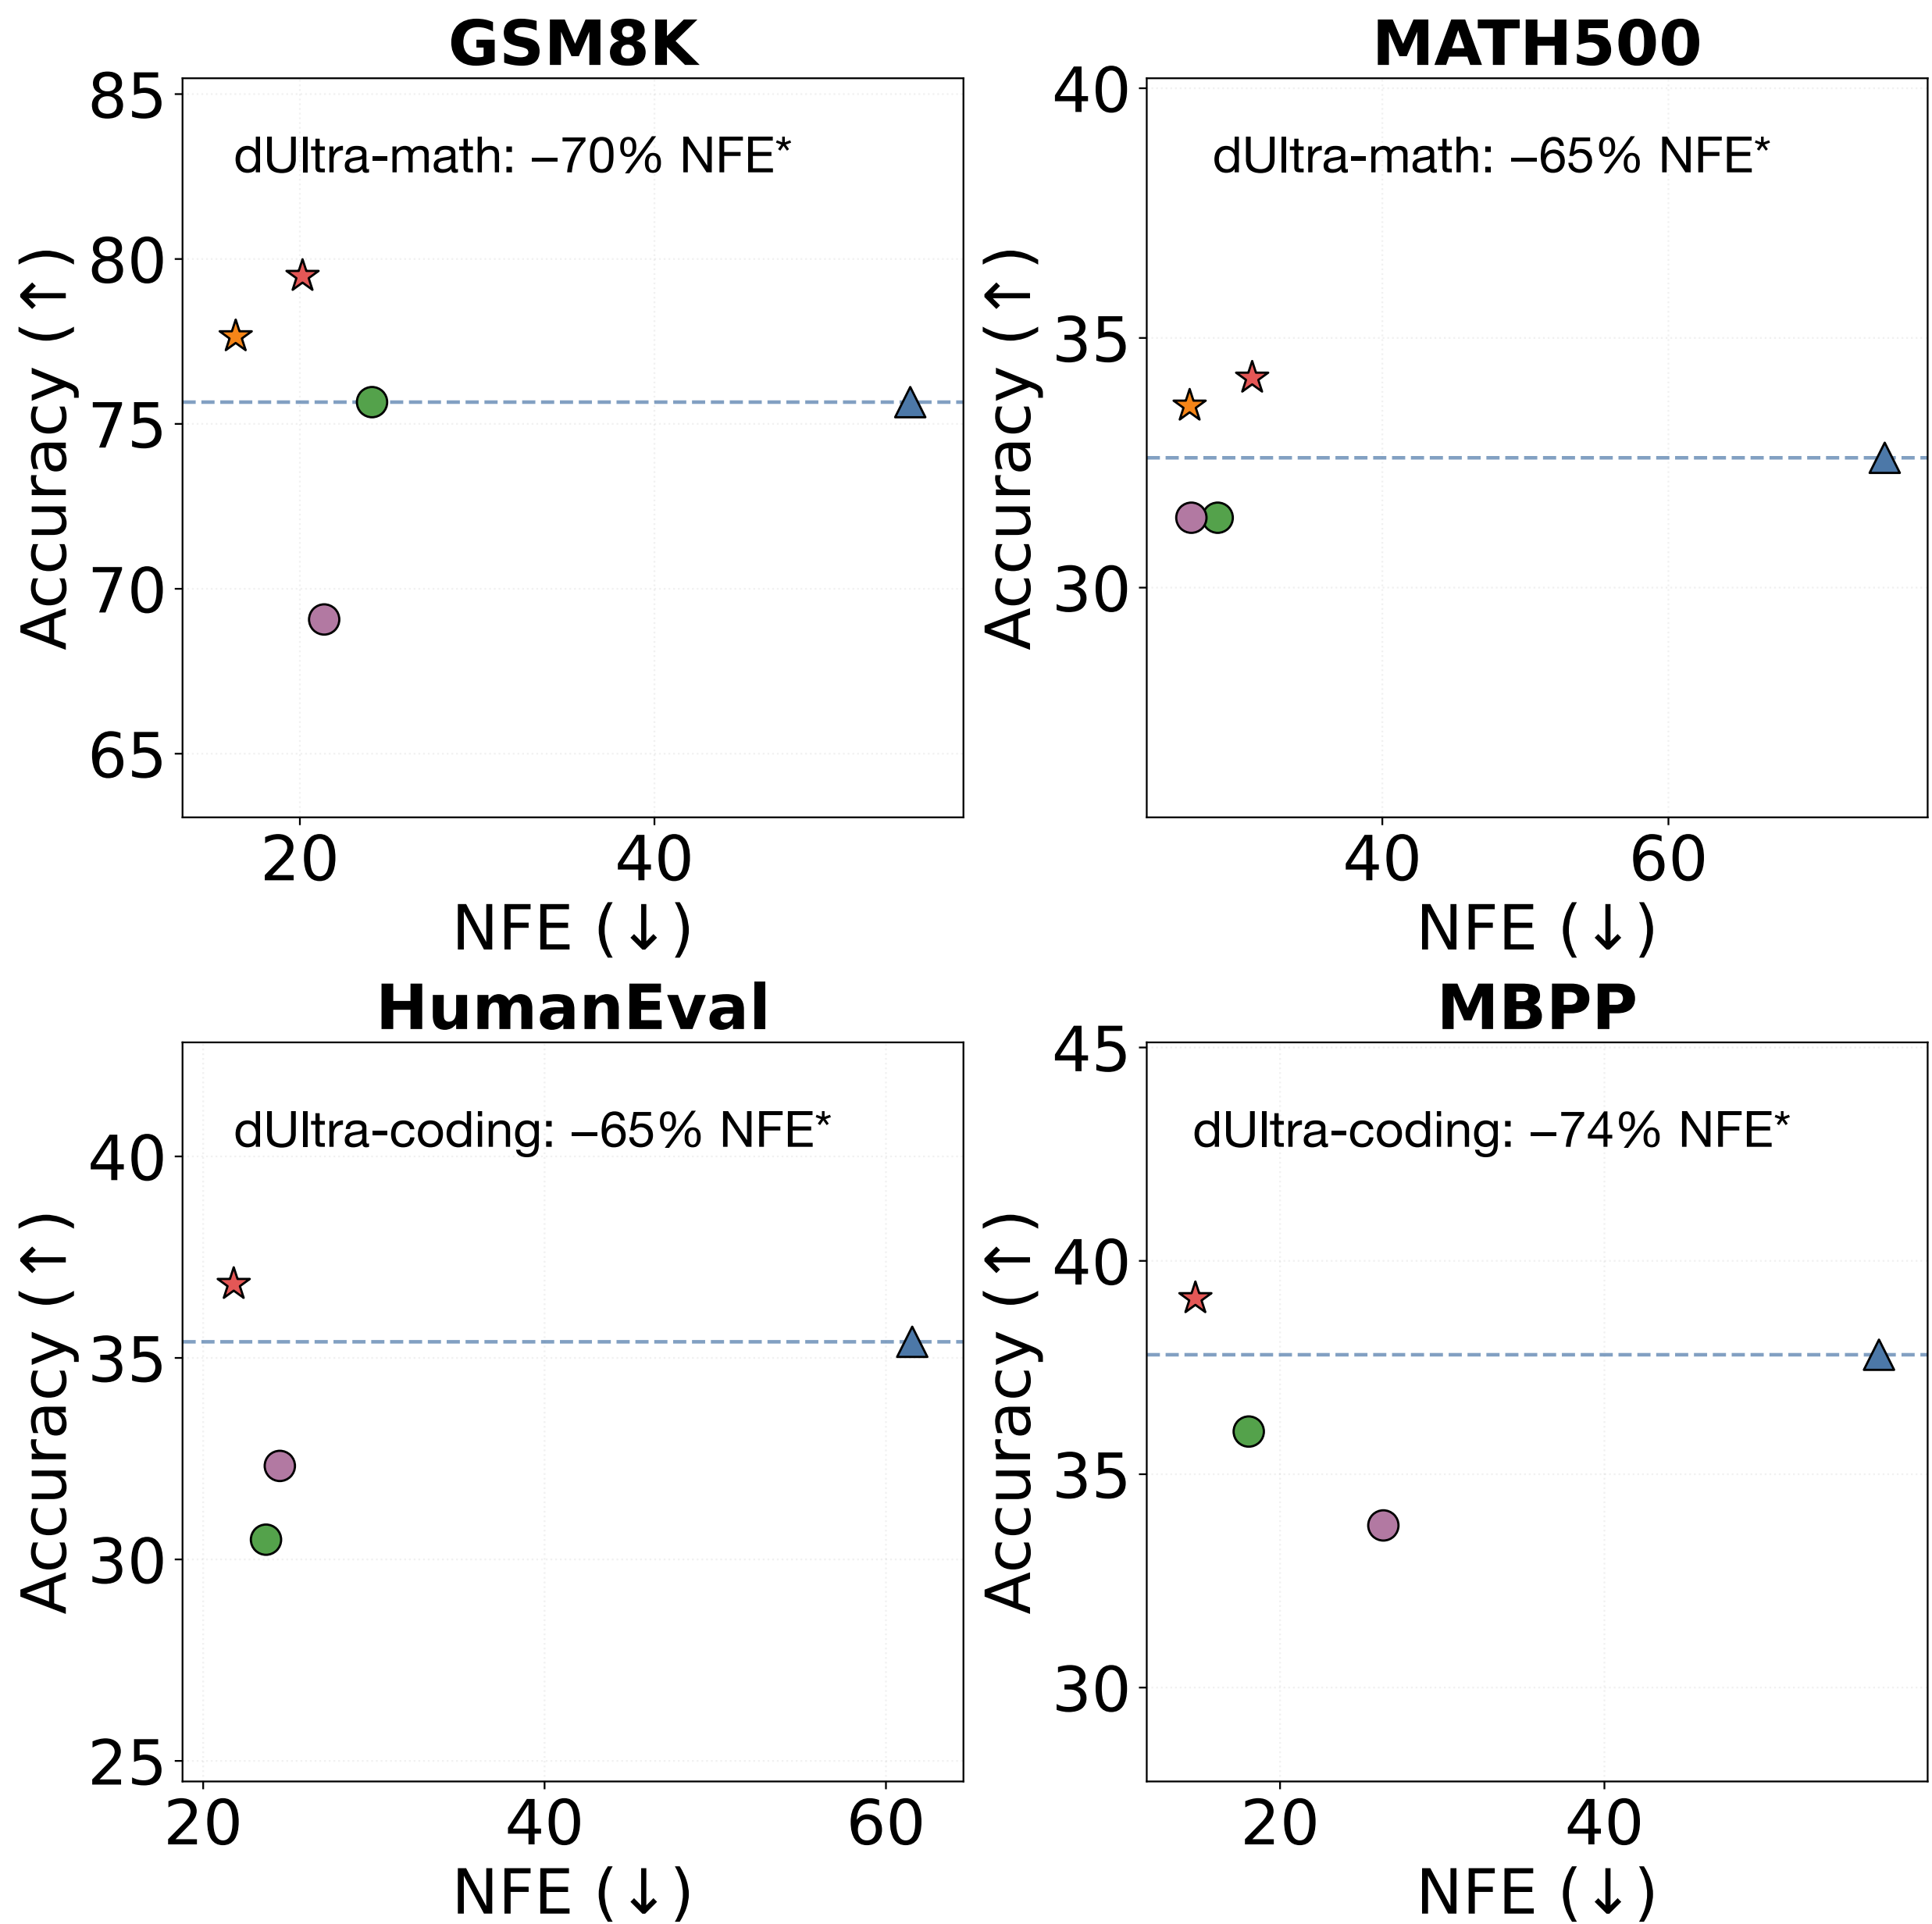 GSM8K
85
80
75
70
65
Accuracy (↑)
dUltra-math: −70% NFE*
20
40
NFE (↓)
MATH500
40
35
30
Accuracy (↑)
dUltra-math: −65% NFE*
40
60
NFE (↓)
HumanEval
40
35
30
25
Accuracy (↑)
dUltra-coding: −65% NFE*
20
40
60
NFE (↓)
MBPP
45
40
35
30
Accuracy (↑)
dUltra-coding: −74% NFE*
20
40
NFE (↓)